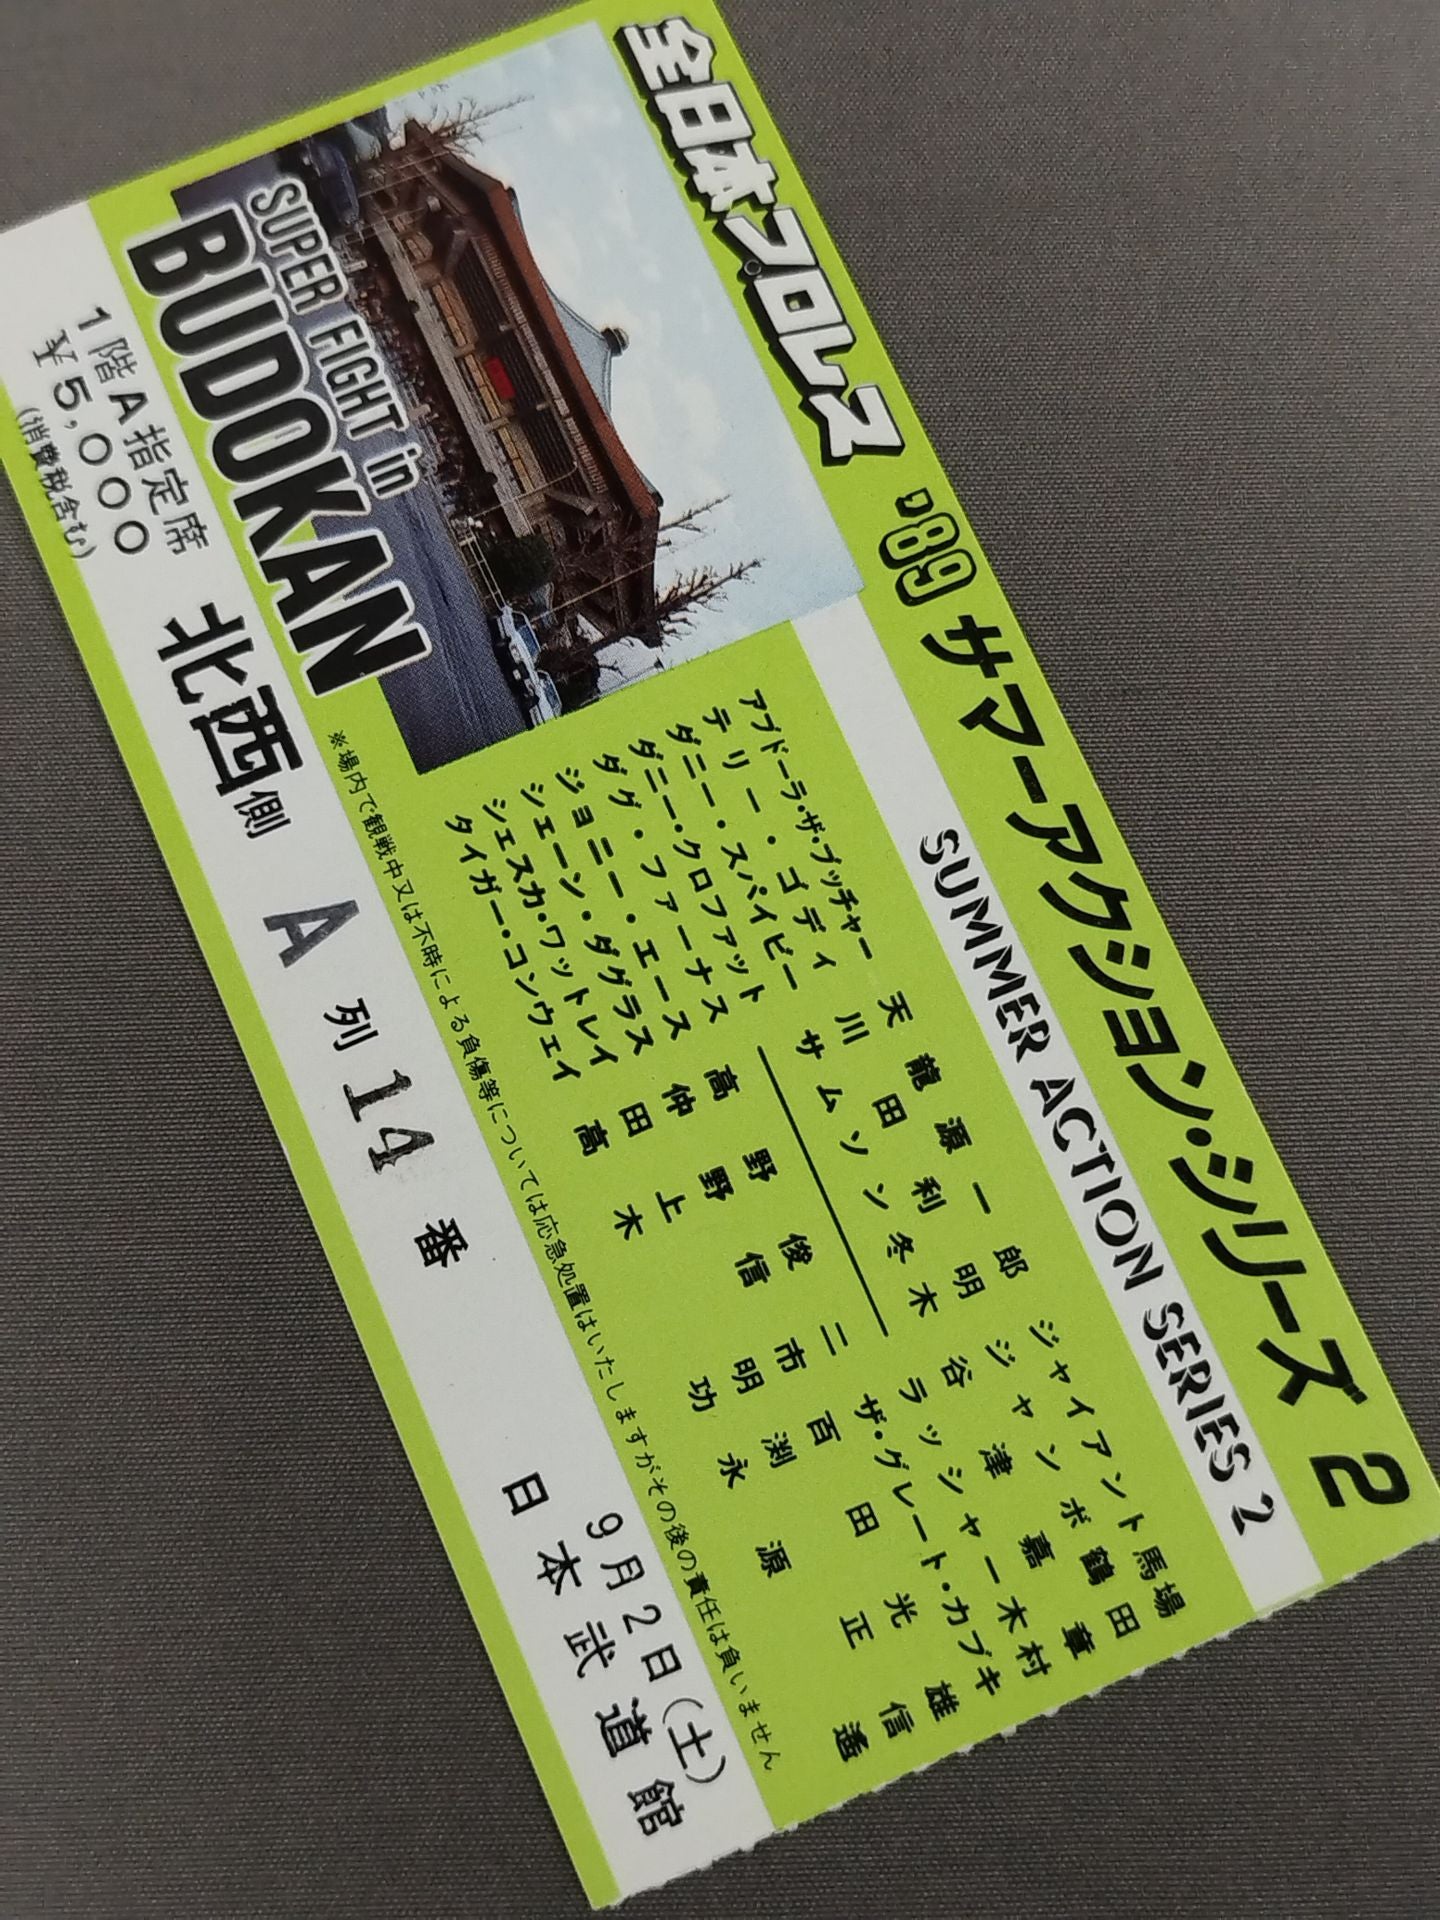 全日本プロレス '89 サマーアクション・シリーズ 2
SUMMER ACTION SERIES 2
SUPER FIGHT in
BUDOKAN
アブドーラ・ザ・ブッチャー
テリー・ゴディ
ダニー・スパイビー
ダニー・クロファット
ダグ・ファーナス
ジョニー・エース
シェーン・ダグラス
シェスカ・ワットレイ
タイガー・コンウェイ
天龍源一郎
川田利明
サムソン冬木
高野俊二
仲野信市
田上明
高木功
ジャイアント馬場
ジャンボ鶴田
谷津嘉章
ラッシャー木村
ザ・グレート・カブキ
百田光雄
渕正信
永源遙
※場内で観戦中又は不時による負傷等については応急処置はいたしますがその後の責任は負いません
1階A指定席
¥5,000
(消費税含む)
北西側 A列14番
9月2日(土)
日本武道館